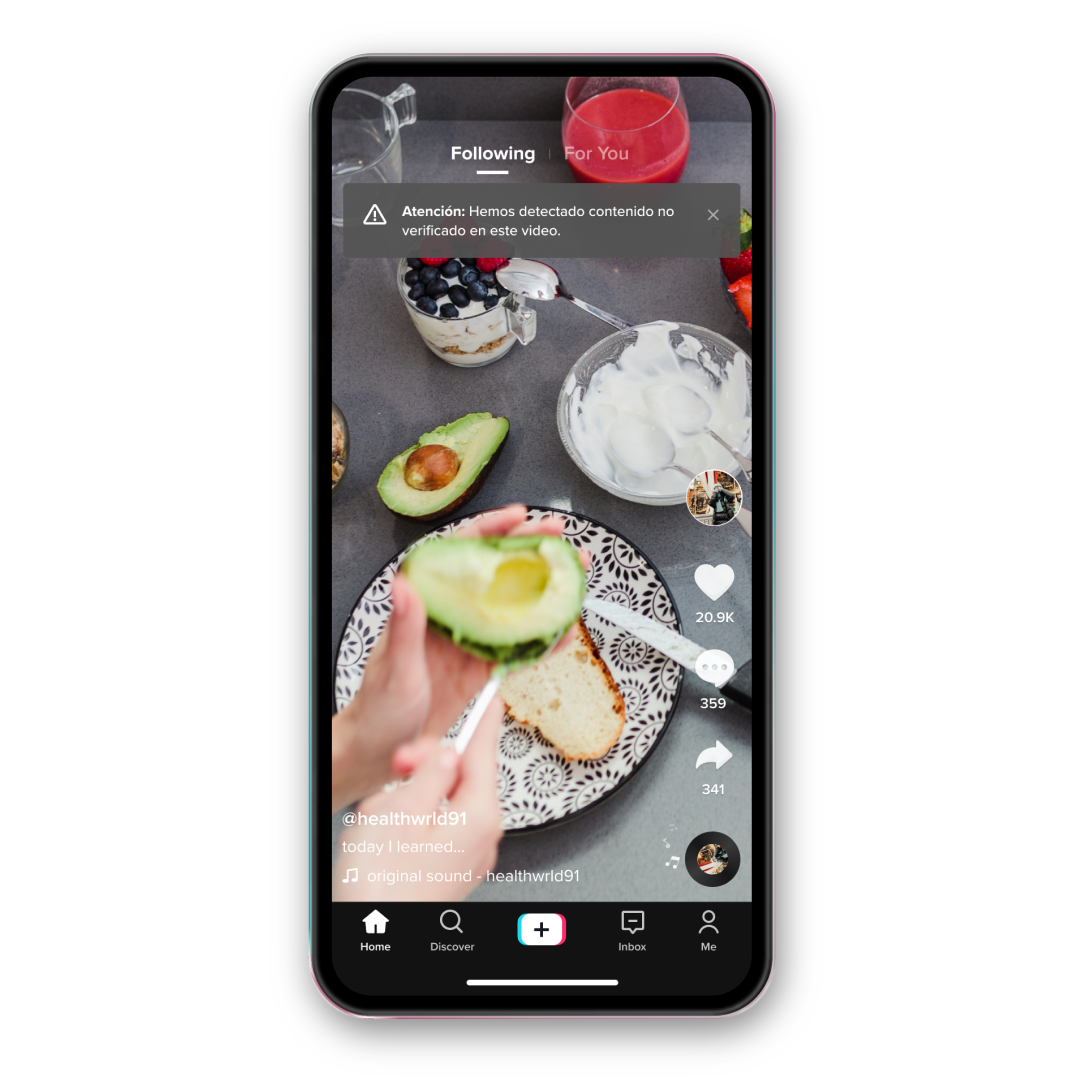 Following | For You
Atención: Hemos detectado contenido no
verificado en este video.
20.9K
359
341
@healthwrld91
today I learned...
original sound - healthwrld91
Home Discover Inbox Me